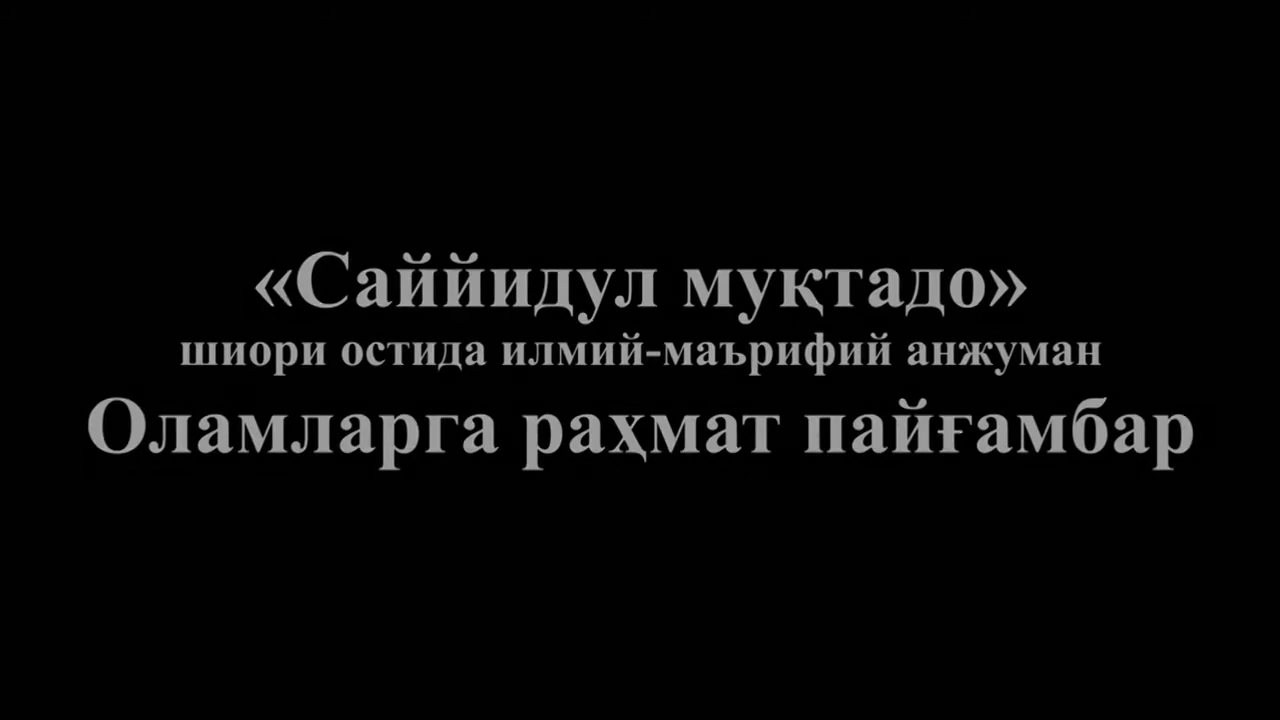 «Саййидул муқтадо»
шиори остида илмий-маърифий анжуман
Оламларга раҳмат пайғамбар